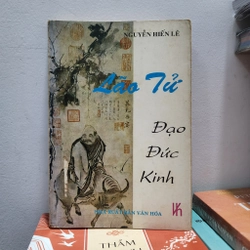 NGUYỄN HIẾN LÊ
Lão Tử
Đạo
Đức
Kinh
NHÀ XUẤT BẢN VĂN HÓA
THẨM